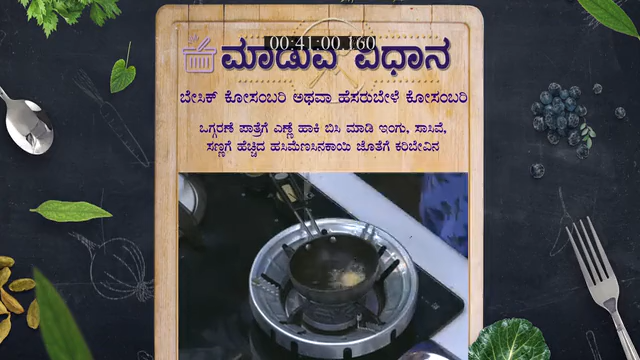 00:41:00.160
ಮಾಡುವ ವಿಧಾನ
ಬೇಸಿಕ್ ಕೋಸಂಬರಿ ಅಥವಾ ಹೆಸರುಬೇಳೆ ಕೋಸಂಬರಿ
ಒಗ್ಗರಣೆ ಪಾತ್ರೆಗೆ ಎಣ್ಣೆ ಹಾಕಿ ಬಿಸಿ ಮಾಡಿ ಇಂಗು, ಸಾಸಿವೆ,
ಸಣ್ಣಗೆ ಹೆಚ್ಚಿದ ಹಸಿಮೆಣಸಿನಕಾಯಿ ಜೊತೆಗೆ ಕರಿಬೇವಿನ